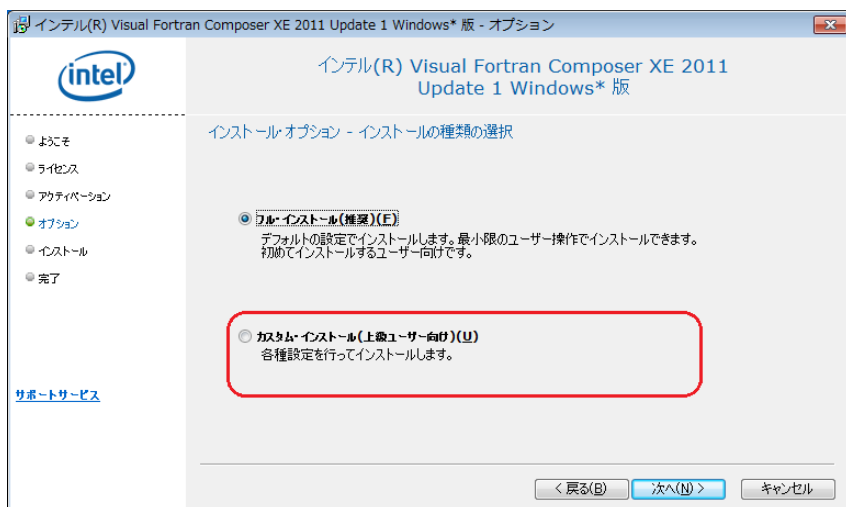 インテル(R) Visual Fortran Composer XE 2011 Update 1 Windows* 版 - オプション
intel
インテル(R) Visual Fortran Composer XE 2011
Update 1 Windows* 版
ようこそ
ライセンス
アクティベーション
オプション
インストール
完了
サポートサービス
インストール・オプション - インストールの種類の選択
フル・インストール(推奨)(F)
デフォルトの設定でインストールします。最小限のユーザー操作でインストールできます。
初めてインストールするユーザー向けです。
カスタム・インストール(上級ユーザー向け)(U)
各種設定を行ってインストールします。
< 戻る(B)
次へ(N) >
キャンセル